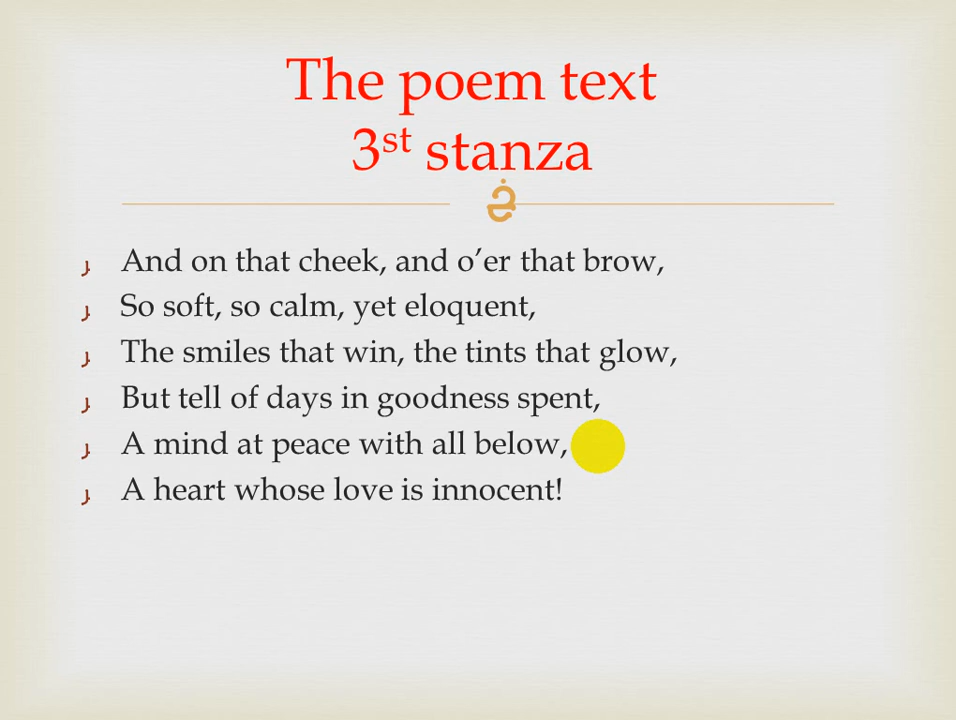 The poem text
3st stanza
And on that cheek, and o’er that brow,
So soft, so calm, yet eloquent,
The smiles that win, the tints that glow,
But tell of days in goodness spent,
A mind at peace with all below,
A heart whose love is innocent!